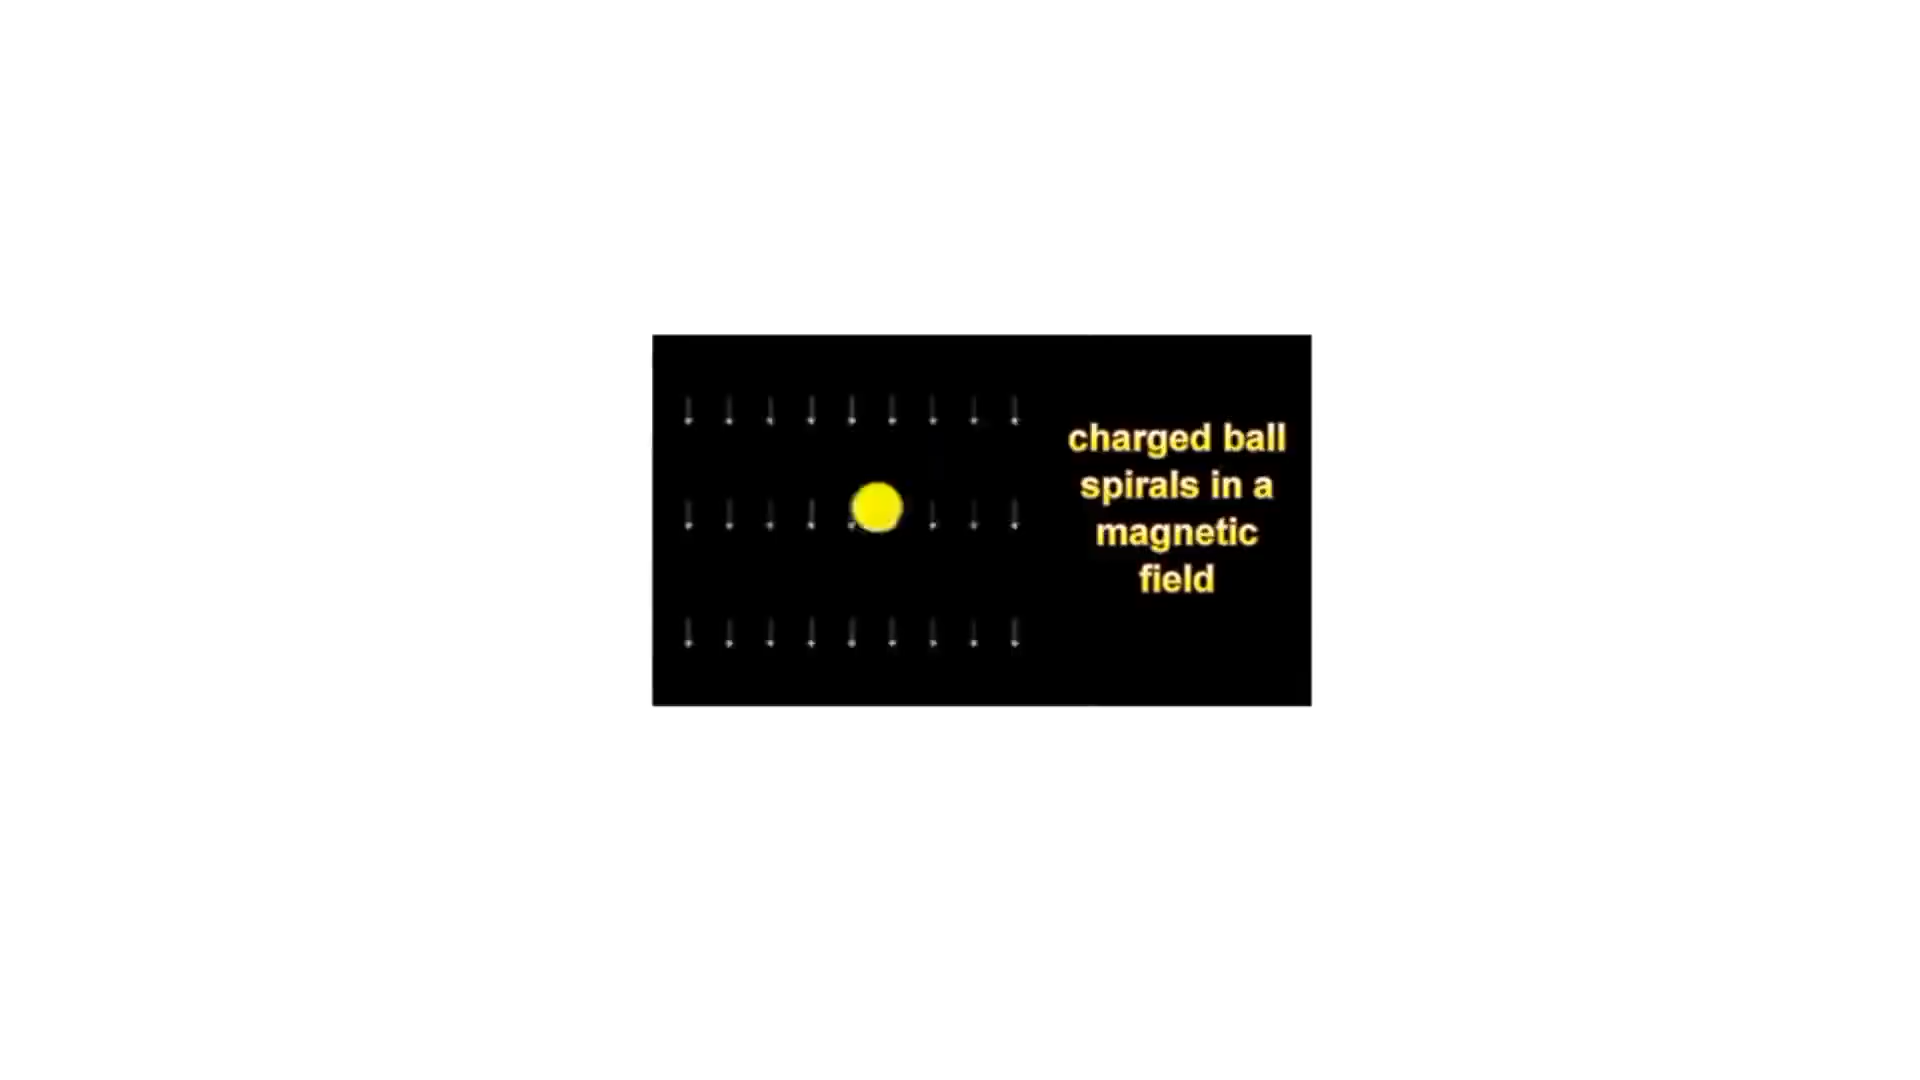 charged ball
spirals in a
magnetic
field